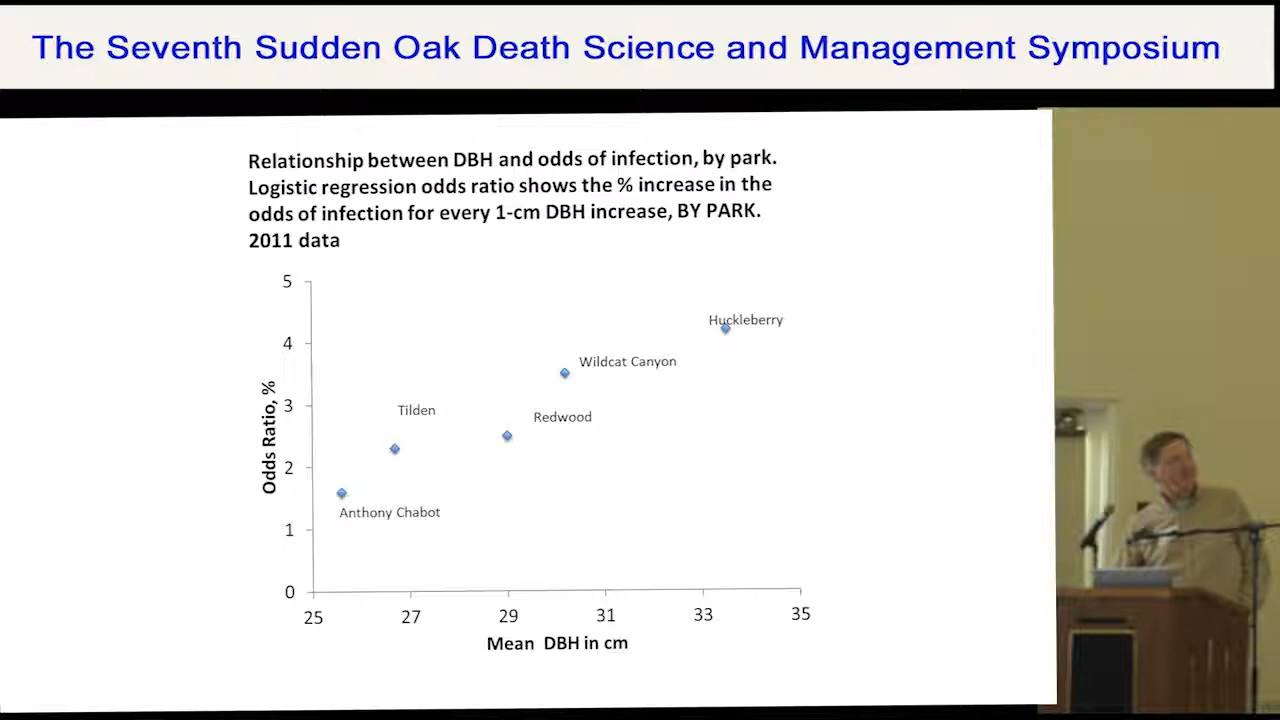 The Seventh Sudden Oak Death Science and Management Symposium
Relationship between DBH and odds of infection, by park.
Logistic regression odds ratio shows the % increase in the
odds of infection for every 1-cm DBH increase, BY PARK.
2011 data
5
4
3
2
1
0
Odds Ratio, %
Huckleberry
Wildcat Canyon
Tilden
Redwood
Anthony Chabot
25
27
29
31
33
35
Mean DBH in cm